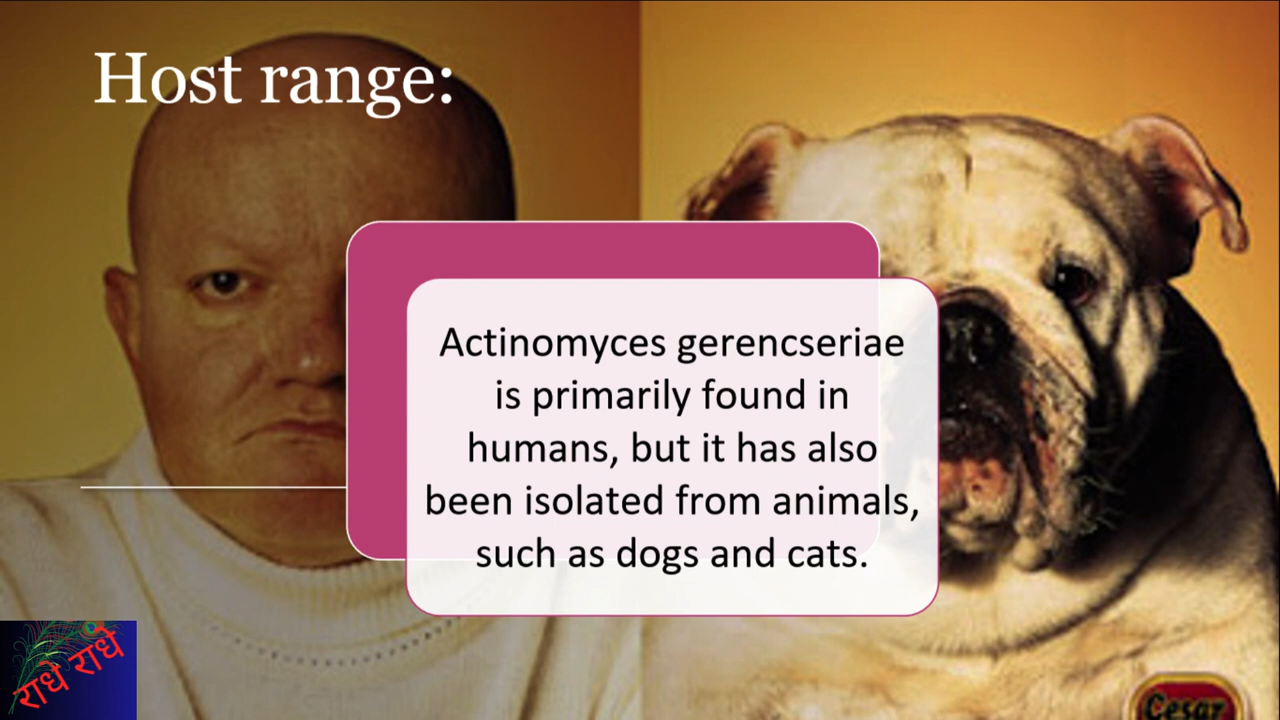 Host range:
Actinomyces gerencseriae
is primarily found in
humans, but it has also
been isolated from animals,
such as dogs and cats.
राधे राधे
Cesar